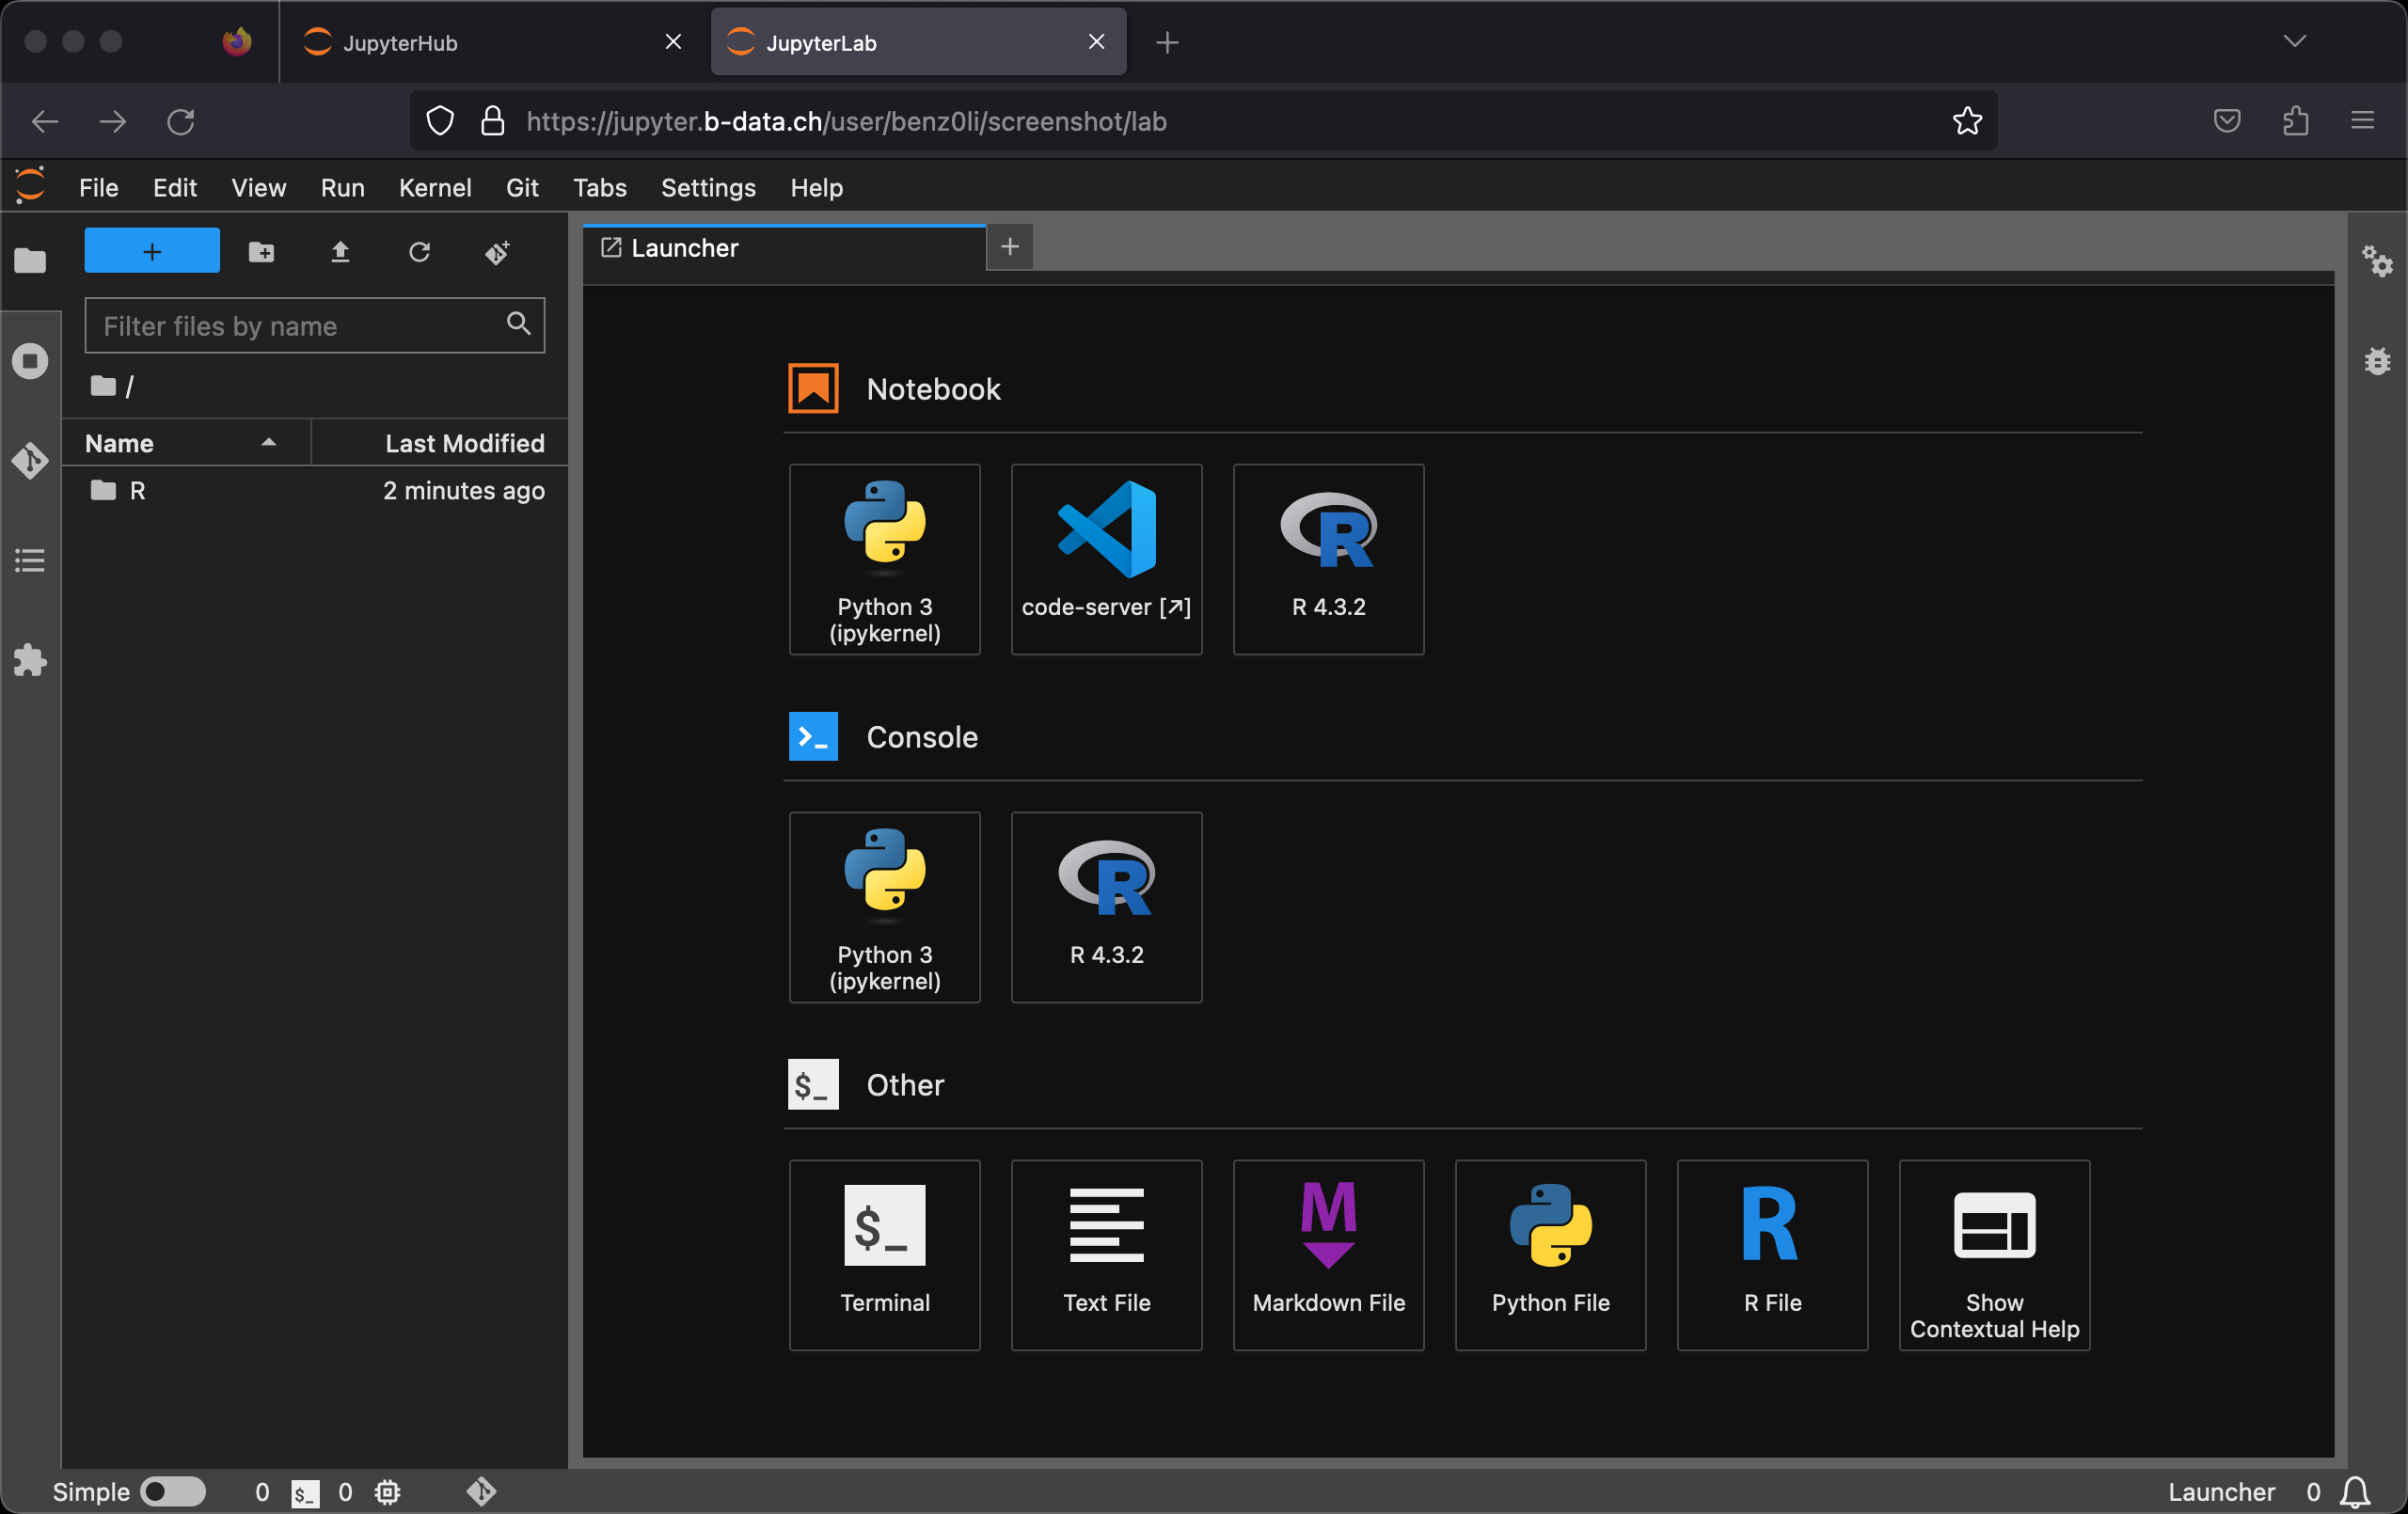 JupyterHub
JupyterLab
https://jupyter.b-data.ch/user/benz0li/screenshot/lab
File Edit View Run Kernel Git Tabs Settings Help
Launcher
Filter files by name
/
Name Last Modified
R 2 minutes ago
Notebook
Python 3
(ipykernel)
code-server [↗]
R 4.3.2
Console
Python 3
(ipykernel)
R 4.3.2
$_ Other
$_
Terminal
Text File
M
Markdown File
Python File
R
R File
Show
Contextual Help
Simple 0 $_ 0
Launcher 0